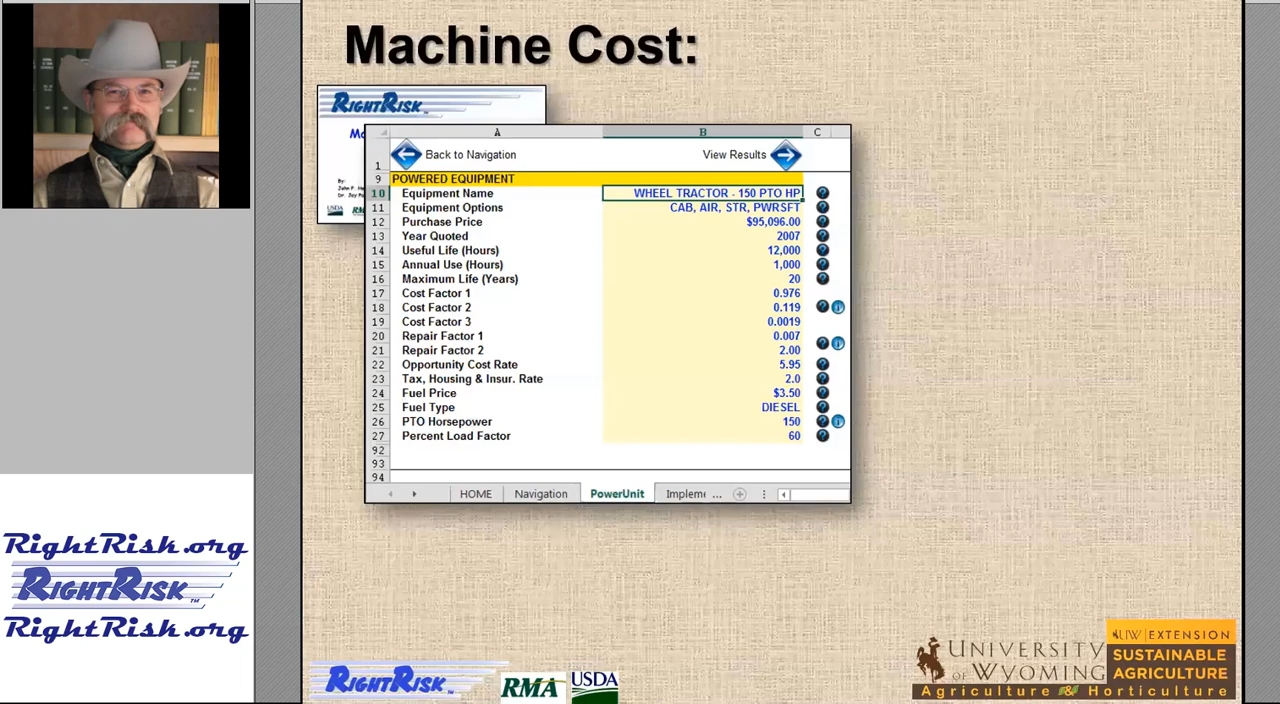 Machine Cost:
RIGHTRISK™
By:
A B C
1 Back to Navigation View Results
9 POWERED EQUIPMENT
10 Equipment Name WHEEL TRACTOR - 150 PTO HP
11 Equipment Options CAB, AIR, STR, PWRSFT
12 Purchase Price $95,096.00
13 Year Quoted 2007
14 Useful Life (Hours) 12,000
15 Annual Use (Hours) 1,000
16 Maximum Life (Years) 20
17 Cost Factor 1 0.976
18 Cost Factor 2 0.119
19 Cost Factor 3 0.0019
20 Repair Factor 1 0.007
21 Repair Factor 2 2.00
22 Opportunity Cost Rate 5.95
23 Tax, Housing & Insur. Rate 2.0
24 Fuel Price $3.50
25 Fuel Type DIESEL
26 PTO Horsepower 150
27 Percent Load Factor 60
92
93
94
HOME Navigation PowerUnit Impleme ...
RightRisk.org
RIGHTRISK™
RightRisk.org
RIGHTRISK™
RMA
USDA
UNIVERSITY
OF WYOMING
UW | EXTENSION
SUSTAINABLE
AGRICULTURE
Agriculture & Horticulture